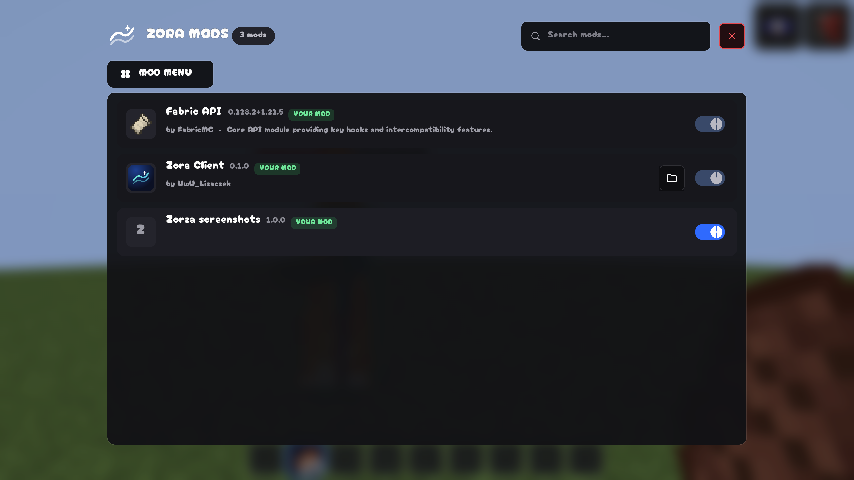 ZORA MODS 3 mods
Search mods...
MOD MENU
Fabric API 0.128.2+1.21.5 YOUR MOD
by FabricMC - Core API module providing key hooks and intercompatibility features.
Zora Client 0.1.0 YOUR MOD
Z
Zorza screenshots 1.0.0 YOUR MOD